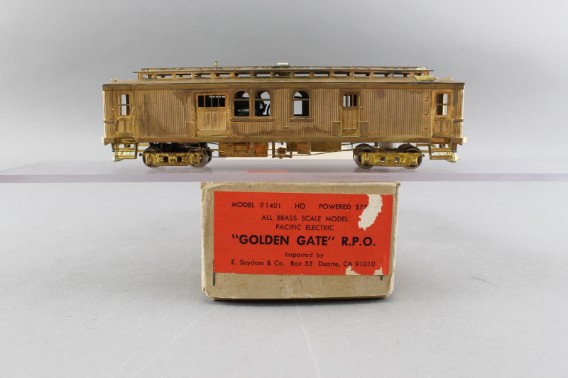 MODEL #1401 HO POWERED
ALL BRASS SCALE MODEL
PACIFIC ELECTRIC
"GOLDEN GATE" R.P.O.
Imported by
E. Suydam & Co. Box 55 Duarte, CA 91010